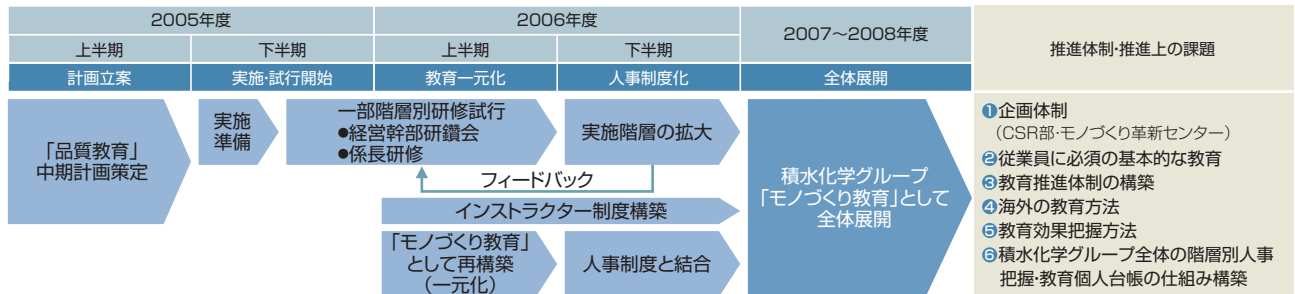 2005年度
2006年度
2007〜2008年度
推進体制・推進上の課題
上半期
下半期
上半期
下半期
計画立案
実施・試行開始
教育一元化
人事制度化
全体展開
「品質教育」
中期計画策定
実施
準備
一部階層別研修試行
●経営幹部研鑽会
●係長研修
実施階層の拡大
フィードバック
インストラクター制度構築
「モノづくり教育」
として再構築
（一元化）
人事制度と結合
積水化学グループ
「モノづくり教育」として
全体展開
❶企画体制
（CSR部・モノづくり革新センター）
❷従業員に必須の基本的な教育
❸教育推進体制の構築
❹海外の教育方法
❺教育効果把握方法
❻積水化学グループ全体の階層別人事
把握・教育個人台帳の仕組み構築